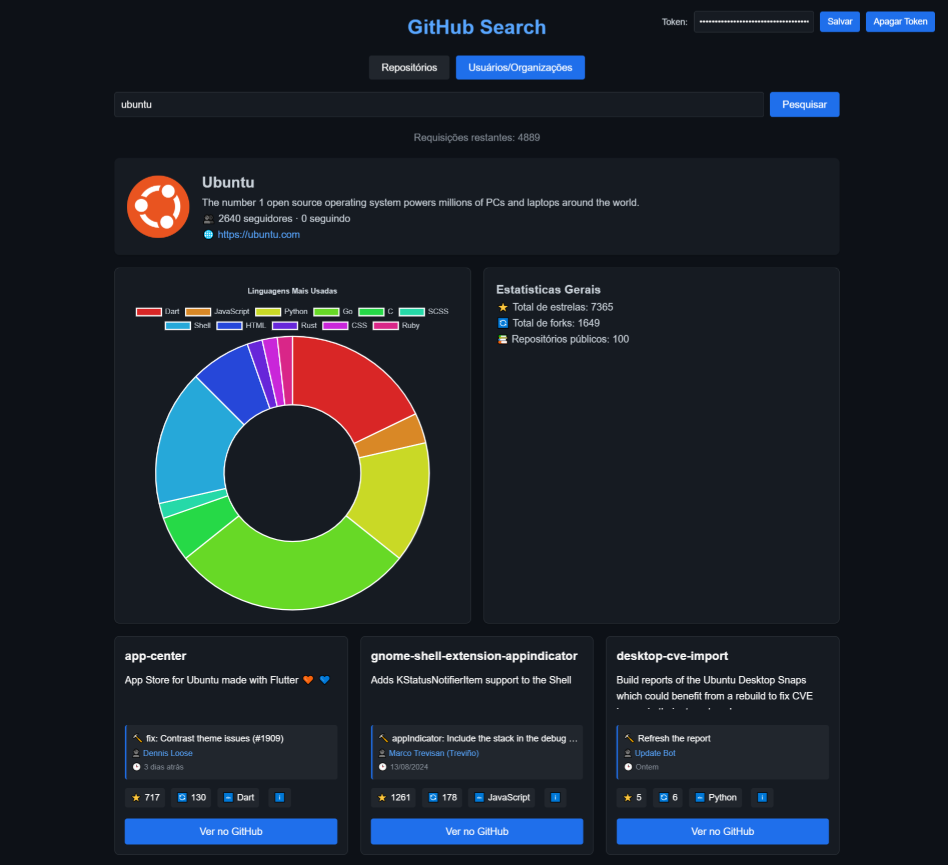 GitHub Search
Token: Salvar Apagar Token
Repositórios Usuários/Organizações
ubuntu Pesquisar
Requisições restantes: 4889
Ubuntu
The number 1 open source operating system powers millions of PCs and laptops around the world.
2640 seguidores · 0 seguindo
https://ubuntu.com
Linguagens Mais Usadas
Dart JavaScript Python Go C SCSS
Shell HTML Rust CSS Ruby
Estatísticas Gerais
Total de estrelas: 7365
Total de forks: 1649
Repositórios públicos: 100
app-center
App Store for Ubuntu made with Flutter
fix: Contrast theme issues (#1909)
Dennis Loose
3 dias atrás
717 130 Dart
Ver no GitHub
gnome-shell-extension-appindicator
Adds KStatusNotifierItem support to the Shell
appIndicator: Include the stack in the debug ...
Marco Trevisan (Treviño)
13/08/2024
1261 178 JavaScript
Ver no GitHub
desktop-cve-import
Build reports of the Ubuntu Desktop Snaps
which could benefit from a rebuild to fix CVE
Refresh the report
Update Bot
Ontem
5 6 Python
Ver no GitHub